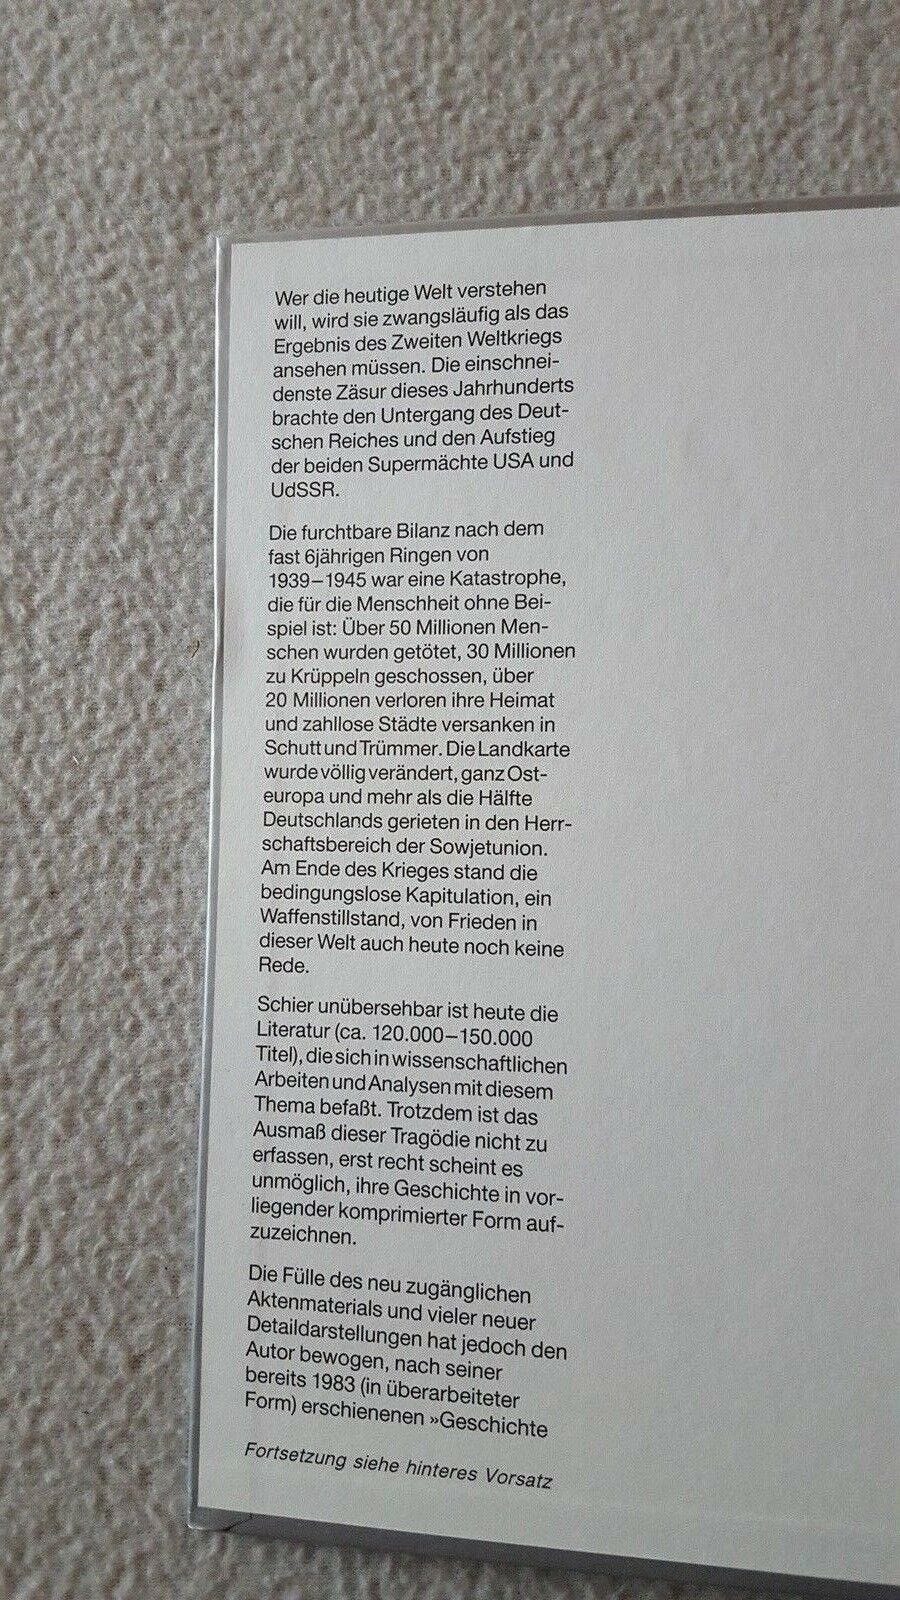 Wer die heutige Welt verstehen
will, wird sie zwangsläufig als das
Ergebnis des Zweiten Weltkriegs
ansehen müssen. Die einschnei-
denste Zäsur dieses Jahrhunderts
brachte den Untergang des Deut-
schen Reiches und den Aufstieg
der beiden Supermächte USA und
UdSSR.
Die furchtbare Bilanz nach dem
fast 6jährigen Ringen von
1939–1945 war eine Katastrophe,
die für die Menschheit ohne Bei-
spiel ist: Über 50 Millionen Men-
schen wurden getötet, 30 Millionen
zu Krüppeln geschossen, über
20 Millionen verloren ihre Heimat
und zahllose Städte versanken in
Schutt und Trümmer. Die Landkarte
wurde völlig verändert, ganz Ost-
europa und mehr als die Hälfte
Deutschlands gerieten in den Herr-
schaftsbereich der Sowjetunion.
Am Ende des Krieges stand die
bedingungslose Kapitulation, ein
Waffenstillstand, von Frieden in
dieser Welt auch heute noch keine
Rede.
Schier unübersehbar ist heute die
Literatur (ca. 120.000–150.000
Titel), die sich in wissenschaftlichen
Arbeiten und Analysen mit diesem
Thema befaßt. Trotzdem ist das
Ausmaß dieser Tragödie nicht zu
erfassen, erst recht scheint es
unmöglich, ihre Geschichte in vor-
liegender komprimierter Form auf-
zuzeichnen.
Die Fülle des neu zugänglichen
Aktenmaterials und vieler neuer
Detaildarstellungen hat jedoch den
Autor bewogen, nach seiner
bereits 1983 (in überarbeiteter
Form) erschienenen »Geschichte
Fortsetzung siehe hinteres Vorsatz